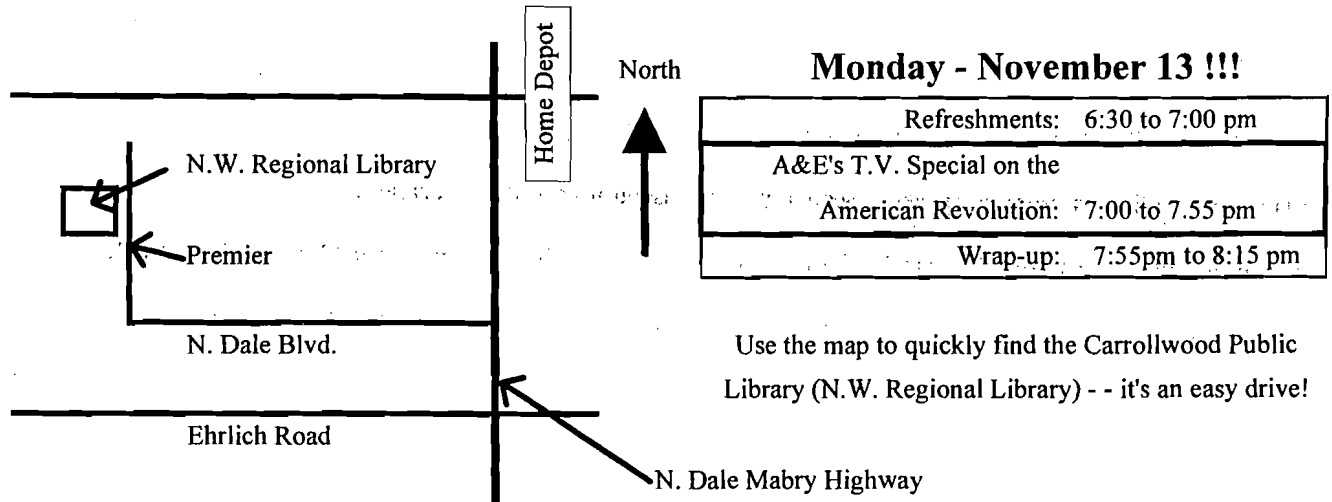 Home Depot
North
N.W. Regional Library
Premier
N. Dale Blvd.
Ehrlich Road
N. Dale Mabry Highway
Monday - November 13 !!!
Refreshments: 6:30 to 7:00 pm
A&E's T.V. Special on the
American Revolution: 7:00 to 7.55 pm
Wrap-up: 7:55pm to 8:15 pm
Use the map to quickly find the Carrollwood Public
Library (N.W. Regional Library) - - it's an easy drive!